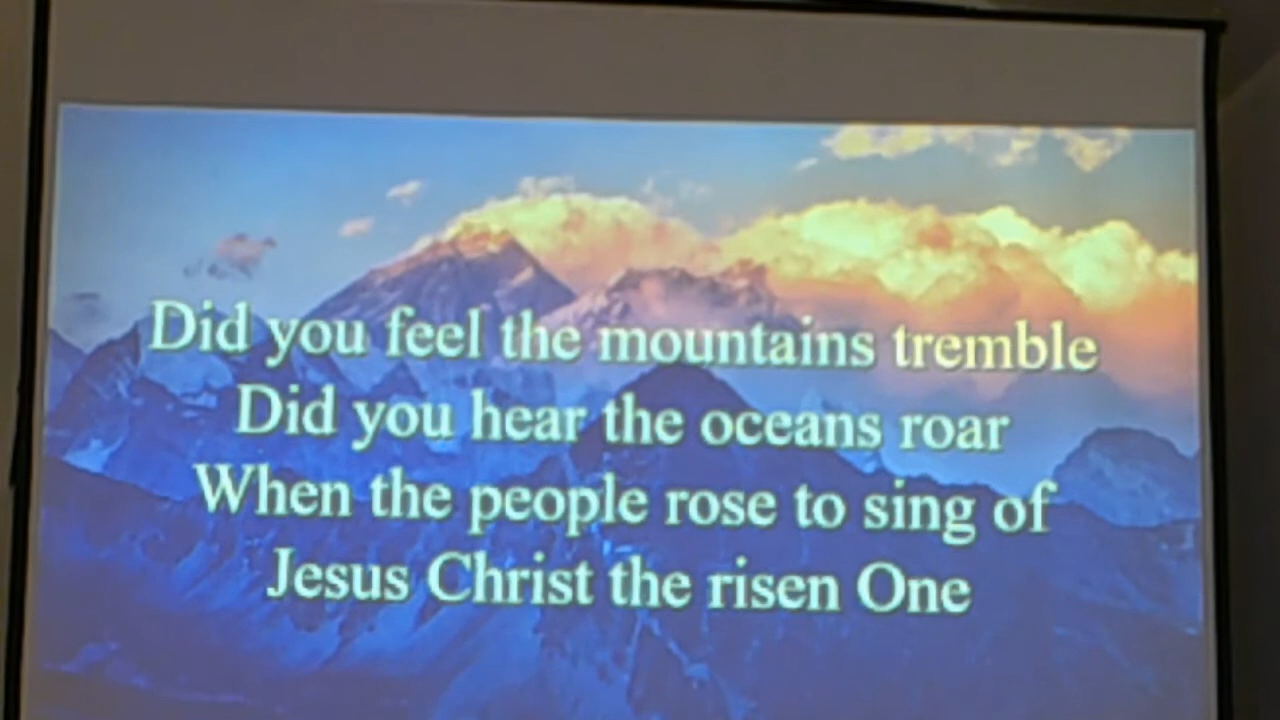 Did you feel the mountains tremble
Did you hear the oceans roar
When the people rose to sing of
Jesus Christ the risen One